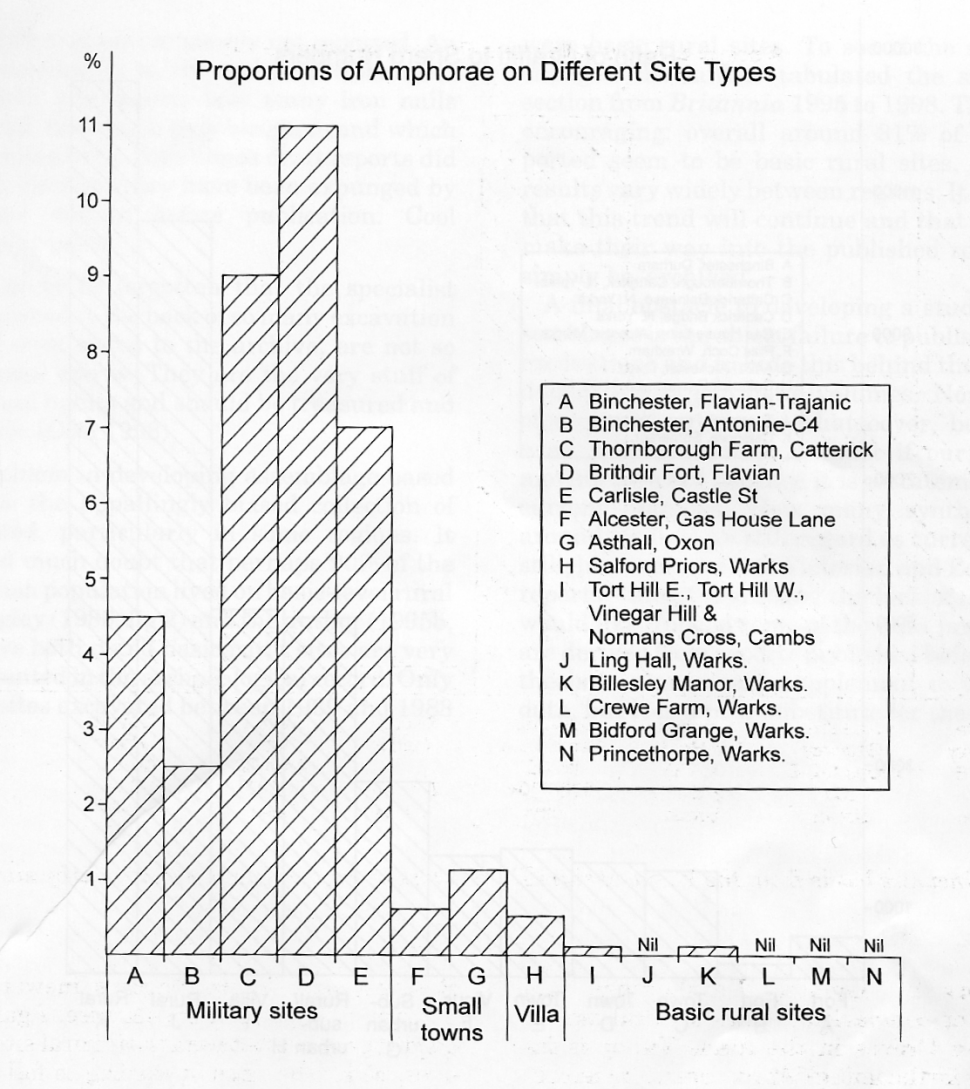 %
Proportions of Amphorae on Different Site Types
11
10
9
8
7
6
5
4
3
2
1
A Binchester, Flavian-Trajanic
B Binchester, Antonine-C4
C Thornborough Farm, Catterick
D Brithdir Fort, Flavian
E Carlisle, Castle St
F Alcester, Gas House Lane
G Asthall, Oxon
H Salford Priors, Warks
I Tort Hill E., Tort Hill W.,
Vinegar Hill &
Normans Cross, Cambs
J Ling Hall, Warks.
K Billesley Manor, Warks.
L Crewe Farm, Warks.
M Bidford Grange, Warks.
N Princethorpe, Warks.
Nil Nil Nil Nil
A B C D E F G H I J K L M N
Military sites Small towns Villa Basic rural sites